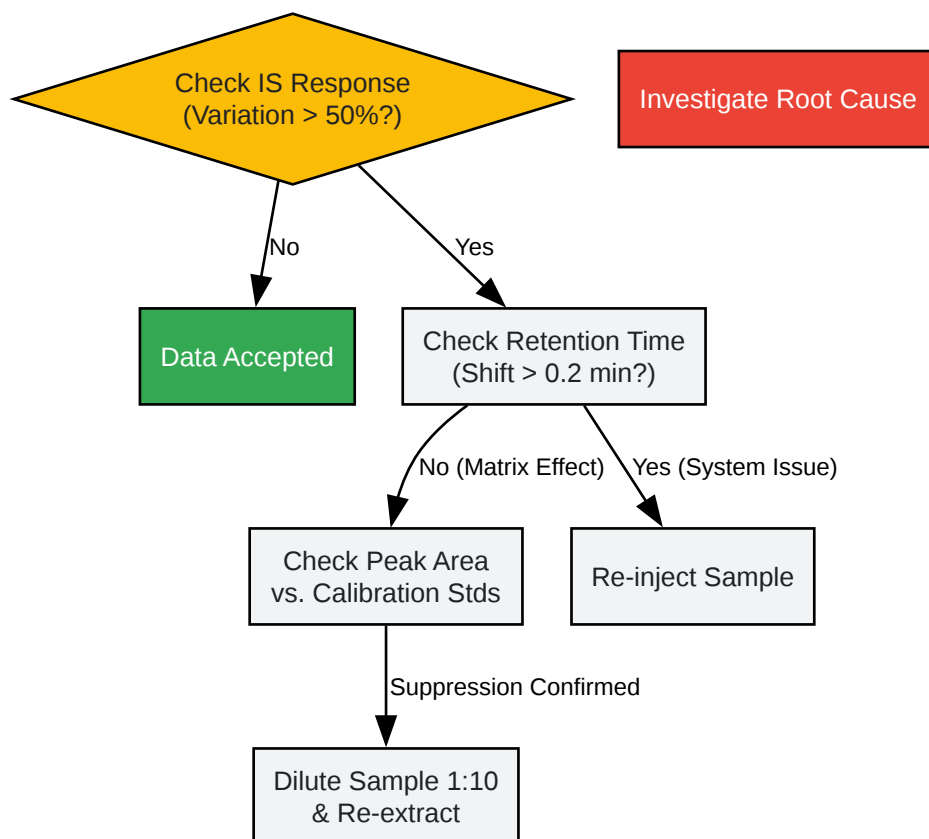 Check IS Response
(Variation > 50%?)
Investigate Root Cause
No
Yes
Data Accepted
Check Retention Time
(Shift > 0.2 min?)
No (Matrix Effect)
Yes (System Issue)
Check Peak Area
vs. Calibration Stds
Re-inject Sample
Suppression Confirmed
Dilute Sample 1:10
& Re-extract